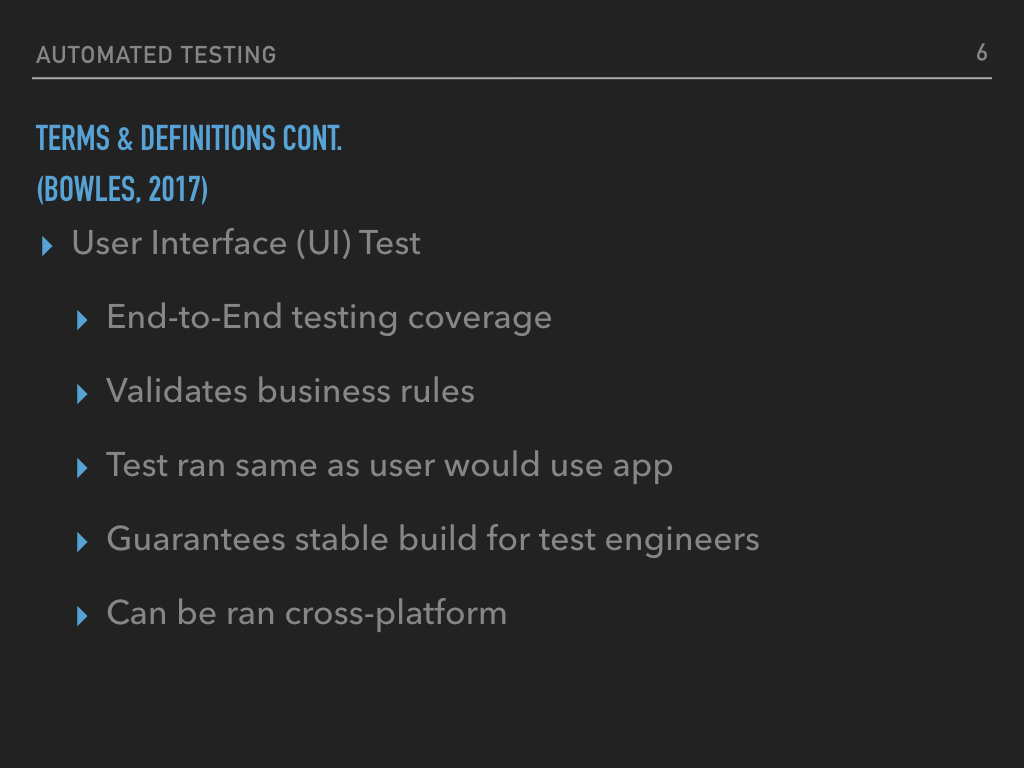 AUTOMATED TESTING 6
TERMS & DEFINITIONS CONT.
(BOWLES, 2017)
User Interface (UI) Test
End-to-End testing coverage
Validates business rules
Test ran same as user would use app
Guarantees stable build for test engineers
Can be ran cross-platform